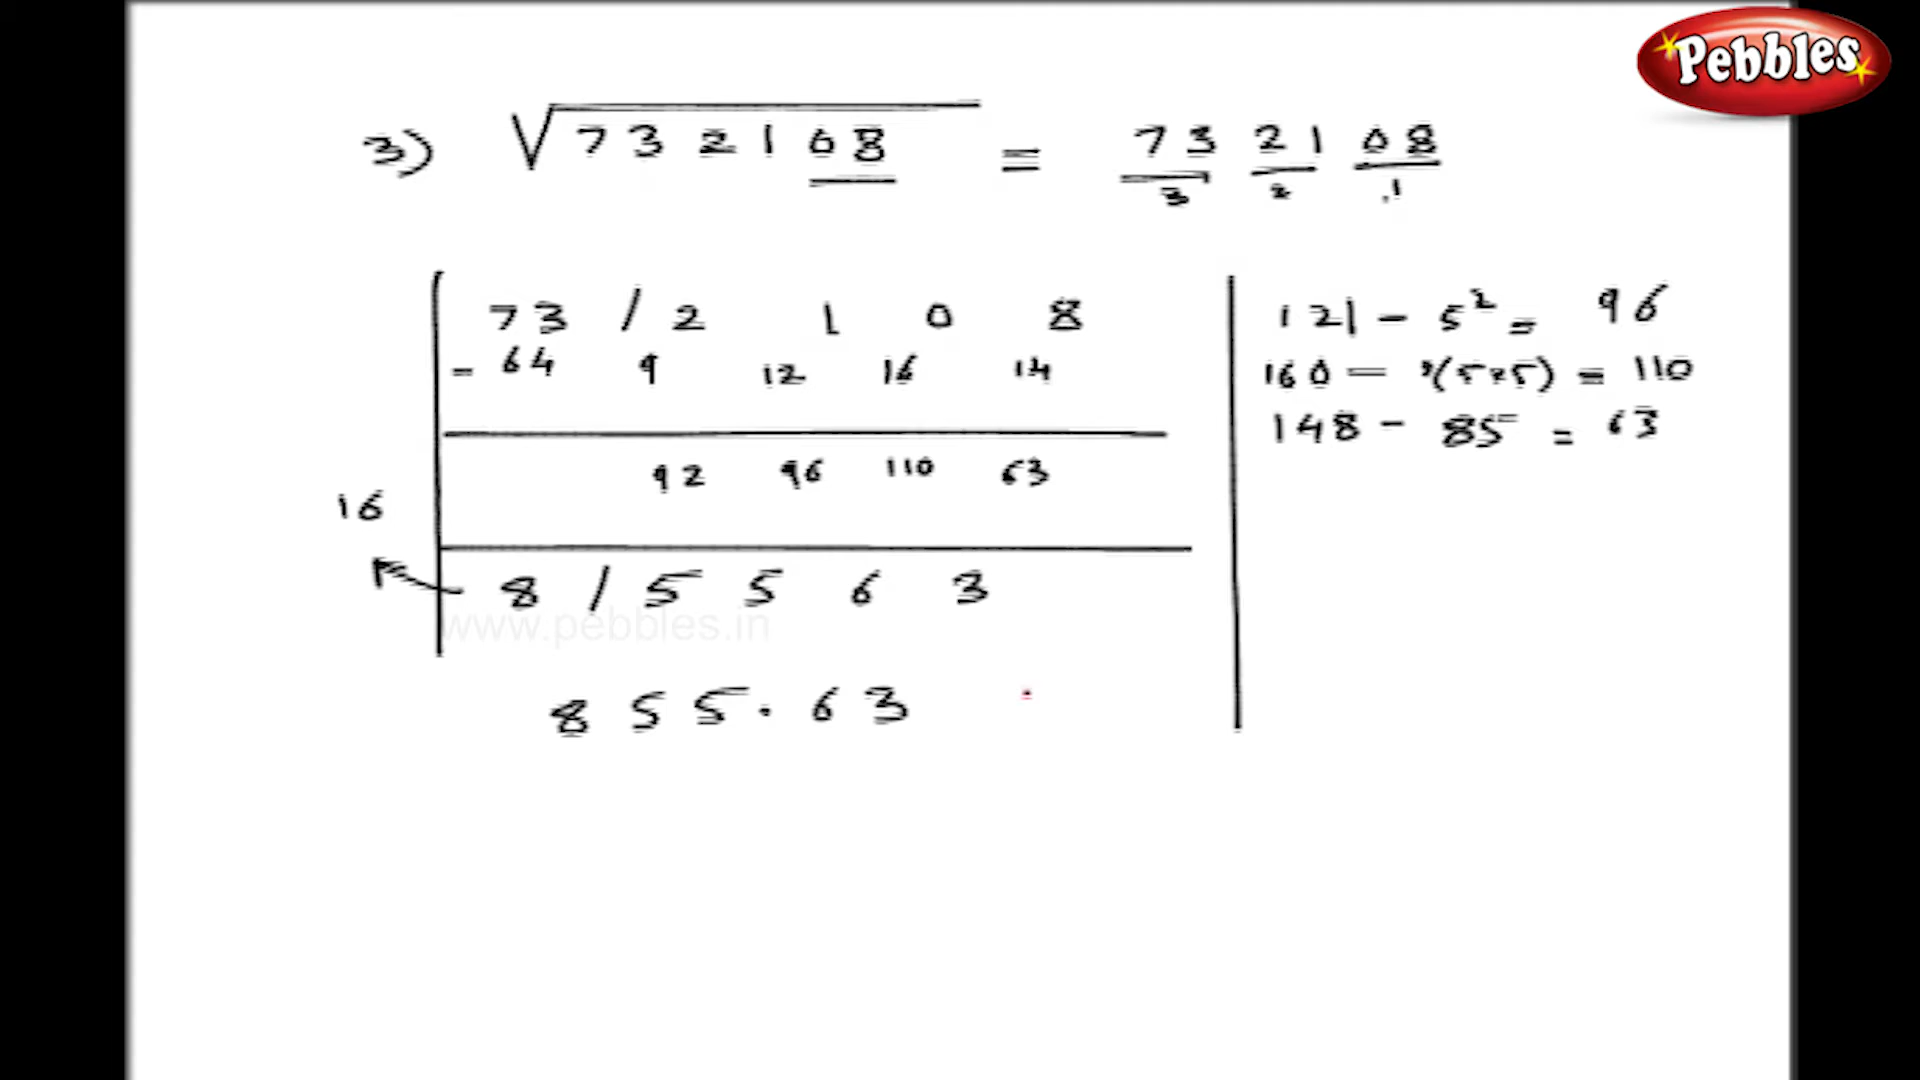 Pebbles
3) √732108 = 73 21 08
3 2 .1
73 / 2 1 0 8
- 64 9 12 16 14
92 96 110 63
16
8 / 5 5 6 3
www.pebbles.in
855.63
121 - 5² = 96
160 - 2(5×5) = 110
148 - 85 = 63